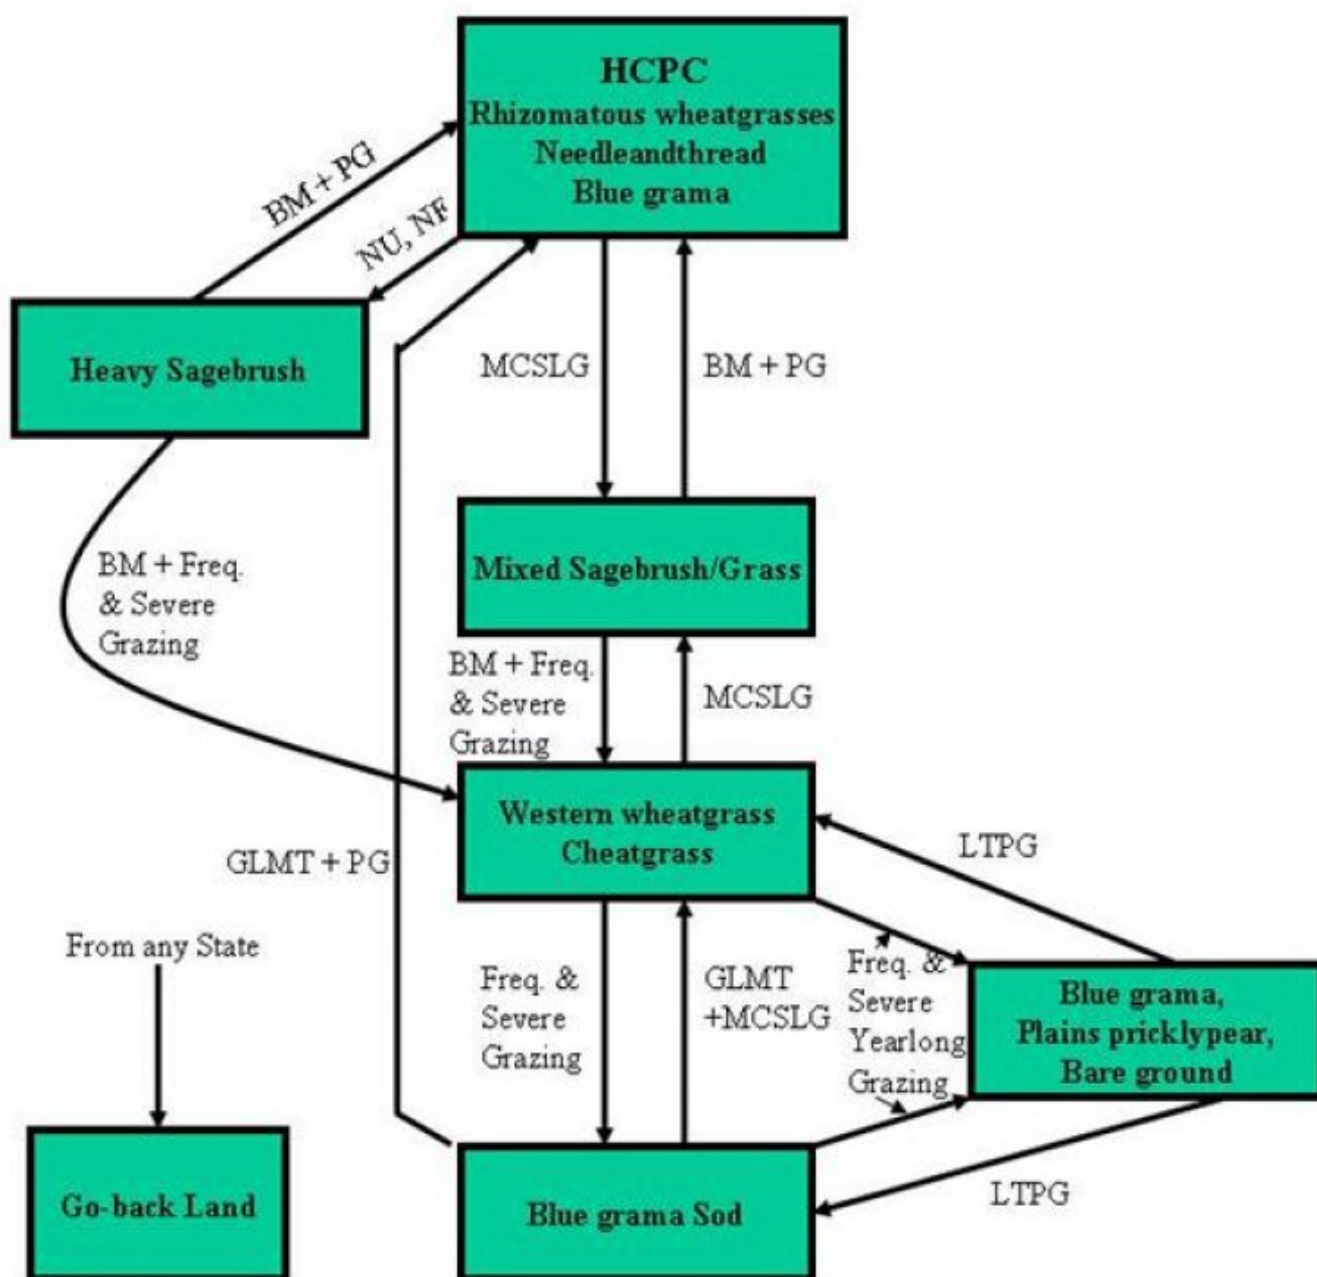 HCPC
Rhizomatous wheatgrasses
Needleandthread
Blue grama
BM + PG
NU, NF
Heavy Sagebrush
MCSLG
BM + PG
Mixed Sagebrush/Grass
BM + Freq.
& Severe
Grazing
BM + Freq.
& Severe
Grazing
MCSLG
Western wheatgrass
Cheatgrass
GLMT + PG
LTPG
From any State
Freq. &
Severe
Grazing
GLMT
+MCSLG
Freq. &
Severe
Yearlong
Grazing
Blue grama,
Plains pricklypear,
Bare ground
Go-back Land
Blue grama Sod
LTPG